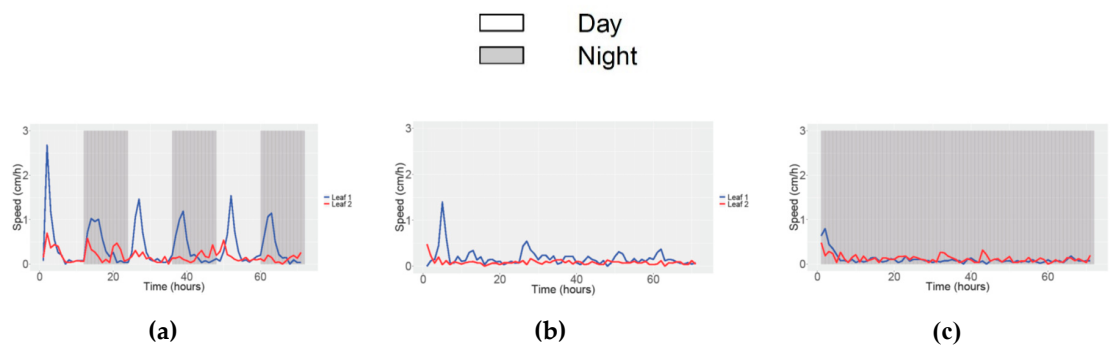 Day
Night
3
2
1
0
Speed (cm/h)
0
20
40
60
Time (hours)
Leaf 1
Leaf 2
(a)
3
2
1
0
Speed (cm/h)
0
20
40
60
Time (hours)
Leaf 1
Leaf 2
(b)
3
2
1
0
Speed (cm/h)
0
20
40
60
Time (hours)
Leaf 1
Leaf 2
(c)